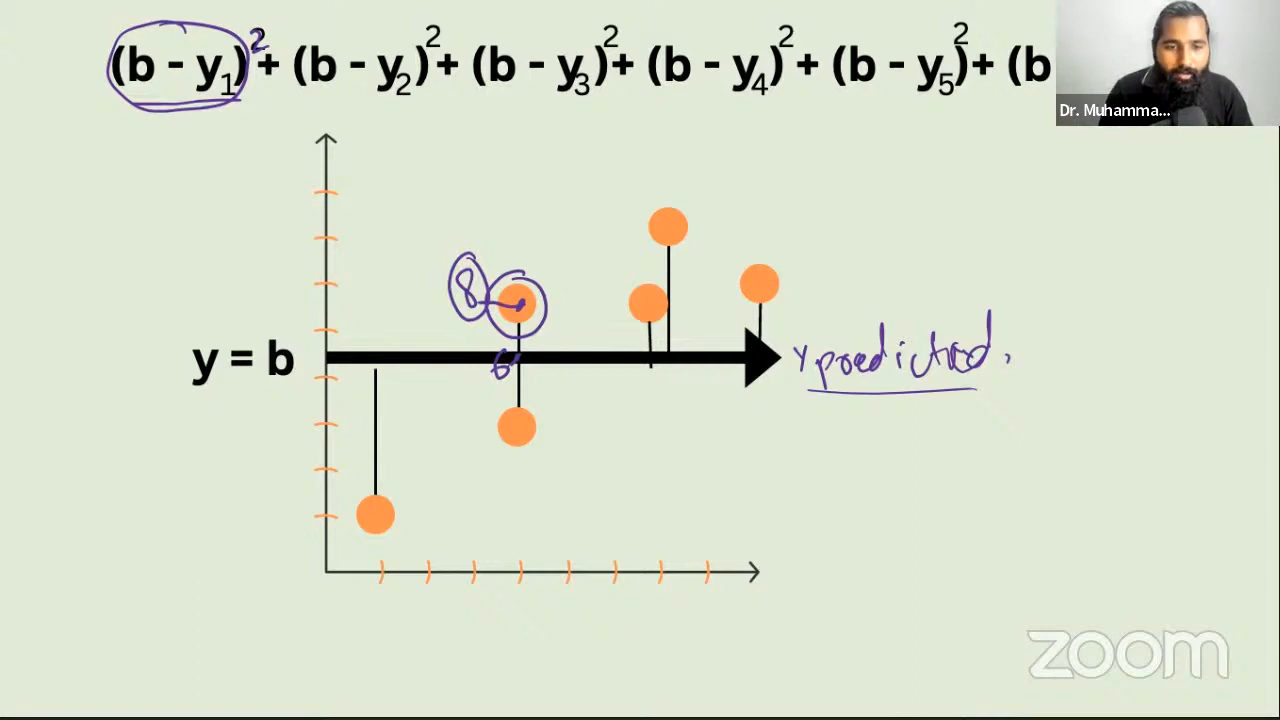 (b - y₁)² + (b - y₂)² + (b - y₃)² + (b - y₄)² + (b - y₅)² + (b
Dr. Muhamma...
8
y = b
6
y predicted,
zoom